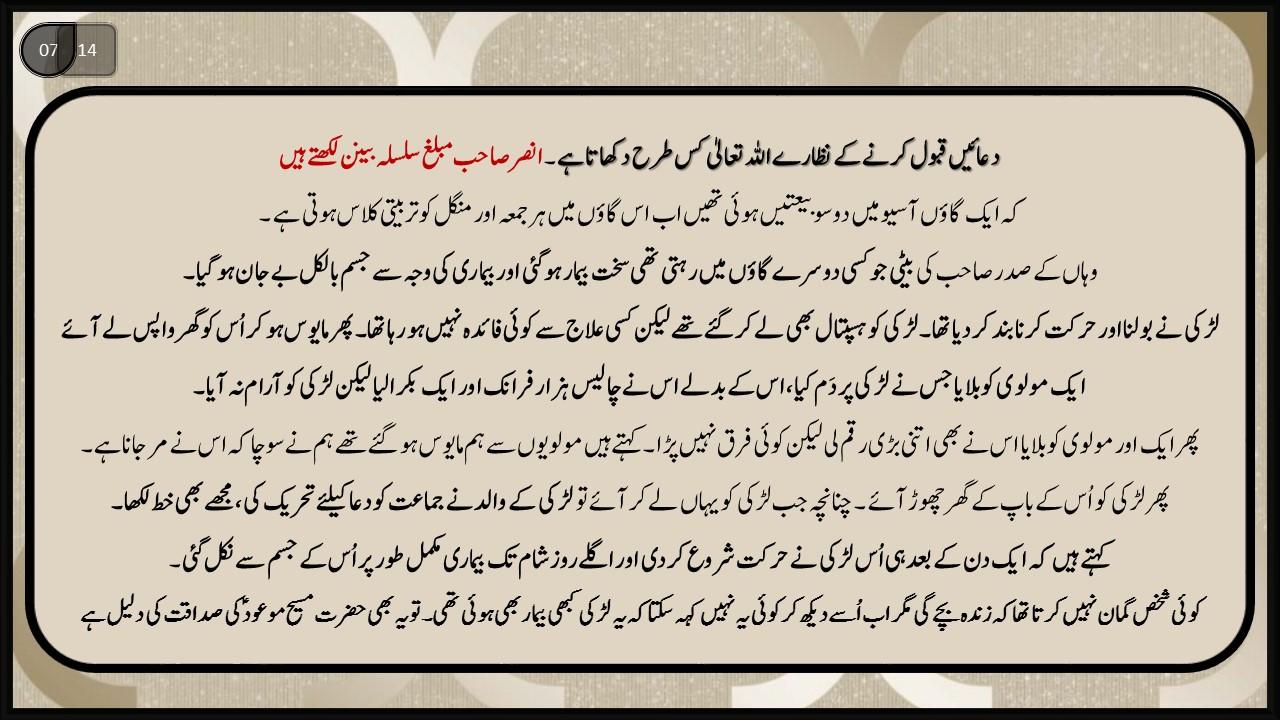 07 14
دعائیں قبول کرنے کے نظارے اللہ تعالیٰ کس طرح دکھاتا ہے۔ انصر صاحب مبلغ سلسلہ بینن لکھتے ہیں
کہ ایک گاؤں آسیو میں دو سو بیعتیں ہوئی تھیں اب اس گاؤں میں ہر جمعہ اور منگل کو تربیتی کلاس ہوتی ہے۔
وہاں کے صدر صاحب کی بیٹی جو کسی دوسرے گاؤں میں رہتی تھی سخت بیمار ہو گئی اور بیماری کی وجہ سے جسم بالکل بے جان ہو گیا۔
لڑکی نے بولنا اور حرکت کرنا بند کر دیا تھا۔ لڑکی کو ہسپتال بھی لے کر گئے تھے لیکن کسی علاج سے کوئی فائدہ نہیں ہو رہا تھا۔ پھر مایوس ہو کر اُس کو گھر واپس لے آئے
ایک مولوی کو بلایا جس نے لڑکی پر دَم کیا، اس کے بدلے اس نے چالیس ہزار فرانک اور ایک بکرا لیا لیکن لڑکی کو آرام نہ آیا۔
پھر ایک اور مولوی کو بلایا اس نے بھی اتنی بڑی رقم لی لیکن کوئی فرق نہیں پڑا۔ کہتے ہیں مولویوں سے ہم مایوس ہو گئے تھے ہم نے سوچا کہ اس نے مر جانا ہے۔
پھر لڑکی کو اُس کے باپ کے گھر چھوڑ آئے۔ چنانچہ جب لڑکی کو یہاں لے کر آئے تو لڑکی کے والد نے جماعت کو دعا کیلئے تحریک کی، مجھے بھی خط لکھا۔
کہتے ہیں کہ ایک دن کے بعد ہی اُس لڑکی نے حرکت شروع کر دی اور اگلے روز شام تک بیماری مکمل طور پر اُس کے جسم سے نکل گئی۔
کوئی شخص گمان نہیں کرتا تھا کہ زندہ بچے گی مگر اب اُسے دیکھ کر کوئی یہ نہیں کہہ سکتا کہ یہ لڑکی کبھی بیمار بھی ہوئی تھی۔ تو یہ بھی حضرت مسیح موعودؑ کی صداقت کی دلیل ہے